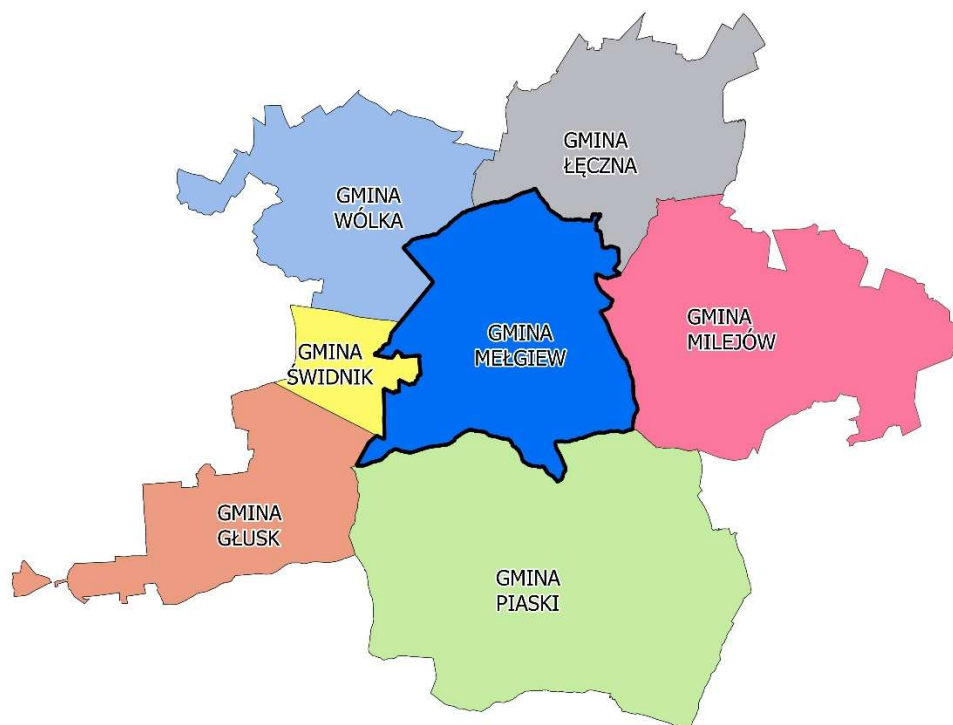 GMINA
ŁĘCZNA
GMINA
WÓLKA
GMINA
MEŁGIEW
GMINA
MILEJÓW
GMINA
ŚWIDNIK
GMINA
GŁUSK
GMINA
PIASKI